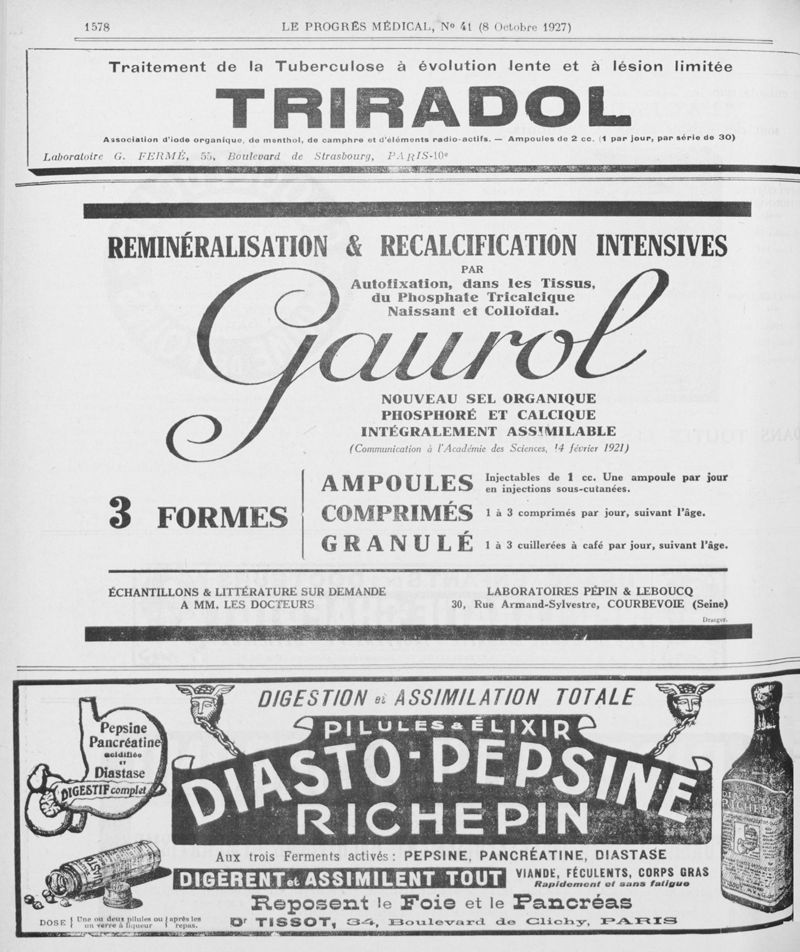 1578
LE PROGRÈS MÉDICAL, No 41 (8 Octobre 1927)
Traitement de la Tuberculose à évolution lente et à lésion limitée
TRIRADOL
Association d'iode organique, de menthol, de camphre et d'éléments radio-actifs. — Ampoules de 2 cc. (1 par jour, par série de 30)
Laboratoire G. FERMÉ, 55, Boulevard de Strasbourg, PARIS-10e
REMINÉRALISATION & RECALCIFICATION INTENSIVES
PAR
Autofixation, dans les Tissus,
du Phosphate Tricalcique
Naissant et Colloïdal.
Gaurol
NOUVEAU SEL ORGANIQUE
PHOSPHORÉ ET CALCIQUE
INTÉGRALEMENT ASSIMILABLE
(Communication à l'Académie des Sciences, 14 février 1921)
3 FORMES
AMPOULES Injectables de 1 cc. Une ampoule par jour
en injections sous-cutanées.
COMPRIMÉS 1 à 3 comprimés par jour, suivant l'âge.
GRANULÉ 1 à 3 cuillerées à café par jour, suivant l'âge.
ÉCHANTILLONS & LITTÉRATURE SUR DEMANDE
A MM. LES DOCTEURS
LABORATOIRES PÉPIN & LEBOUCQ
30, Rue Armand-Sylvestre, COURBEVOIE (Seine)
Draeger.
DIGESTION et ASSIMILATION TOTALE
Pepsine
Pancréatine
acidifiée
ET
Diastase
DIGESTIF complet
PILULES & ÉLIXIR
DIASTO-PEPSINE
RICHEPIN
RICHEPIN
Aux trois Ferments activés : PEPSINE, PANCRÉATINE, DIASTASE
DIGÈRENT et ASSIMILENT TOUT
VIANDE, FÉCULENTS, CORPS GRAS
Rapidement et sans fatigue
Reposent le Foie et le Pancréas
DOSE { Une ou deux pilules ou / après les
un verre à liqueur \ repas.
Dr TISSOT, 34, Boulevard de Clichy, PARIS